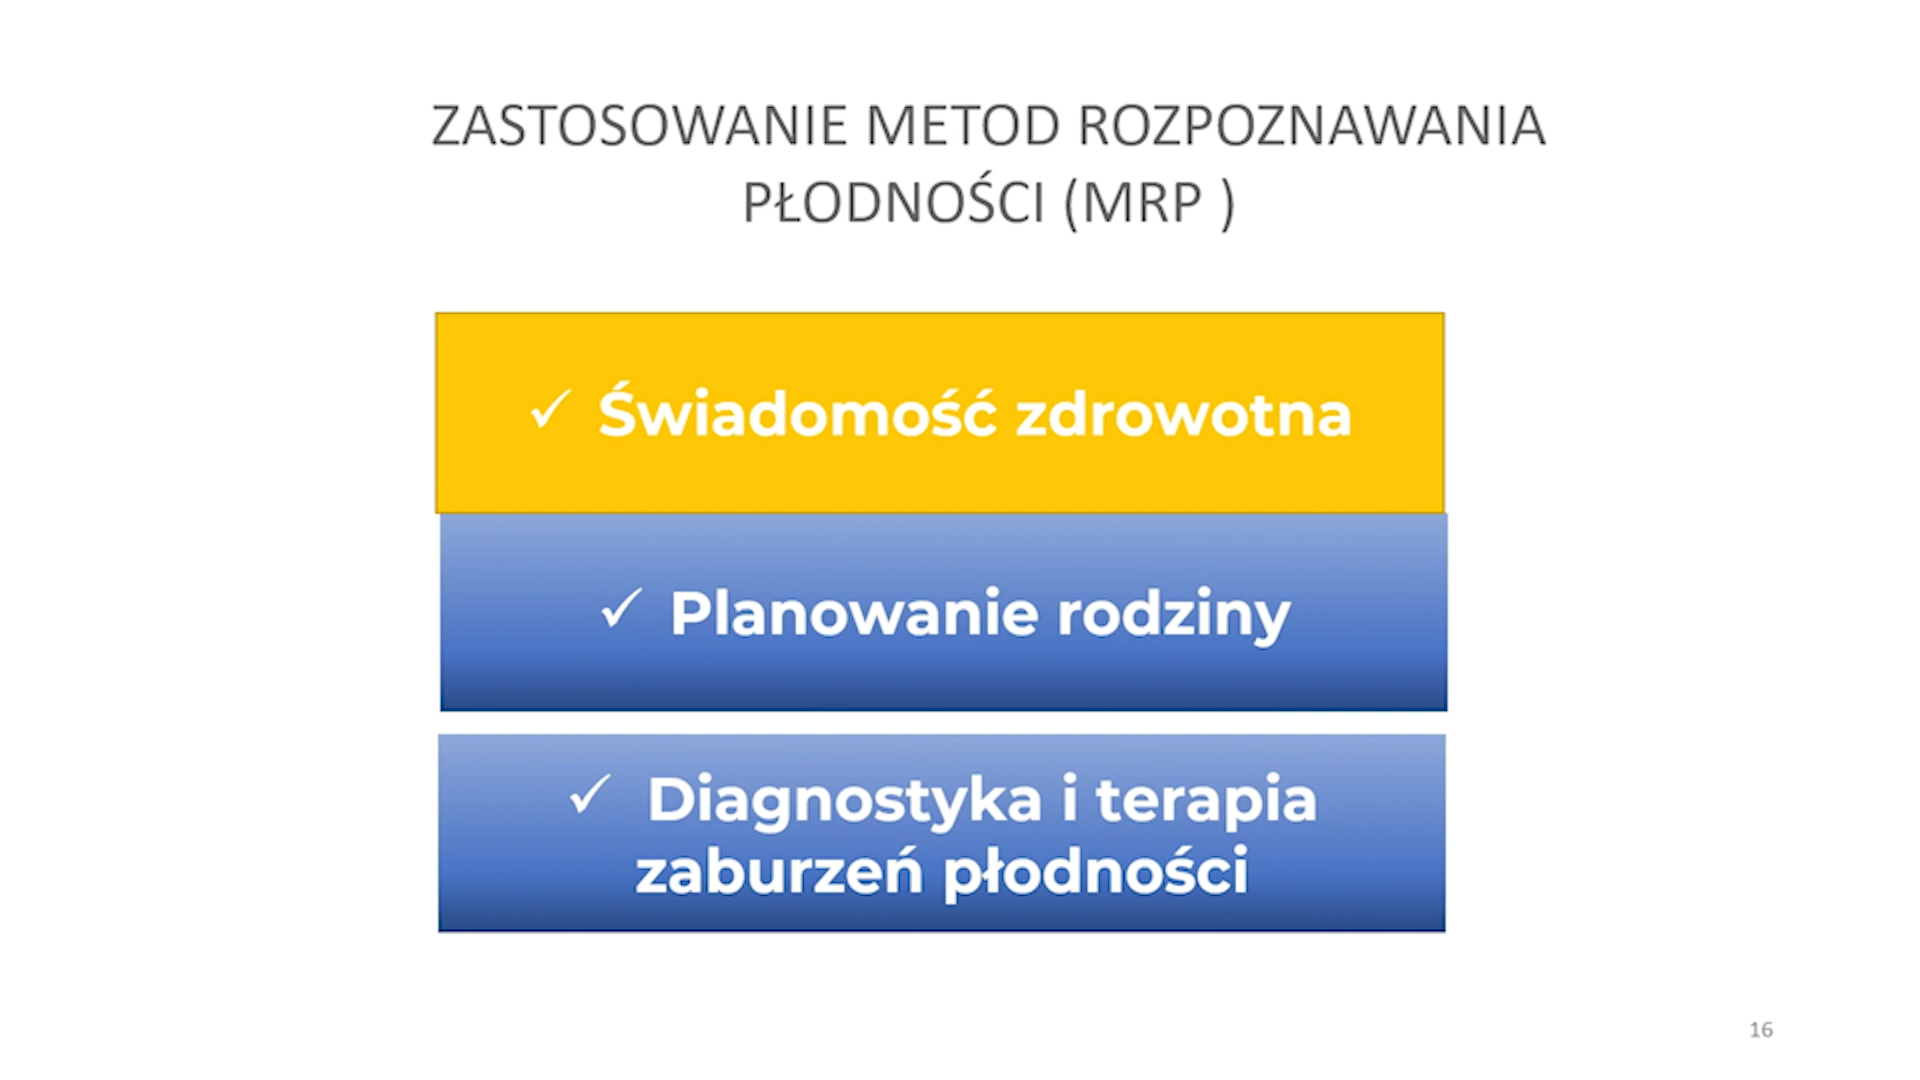 ZASTOSOWANIE METOD ROZPOZNAWANIA
PŁODNOŚCI (MRP )
✓ Świadomość zdrowotna
✓ Planowanie rodziny
✓ Diagnostyka i terapia
zaburzeń płodności
16